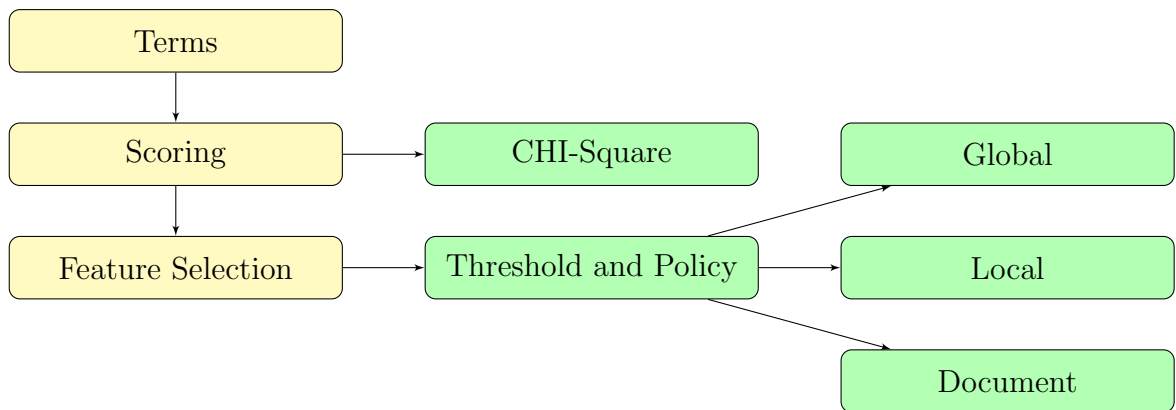 Terms
Scoring
CHI-Square
Global
Feature Selection
Threshold and Policy
Local
Document